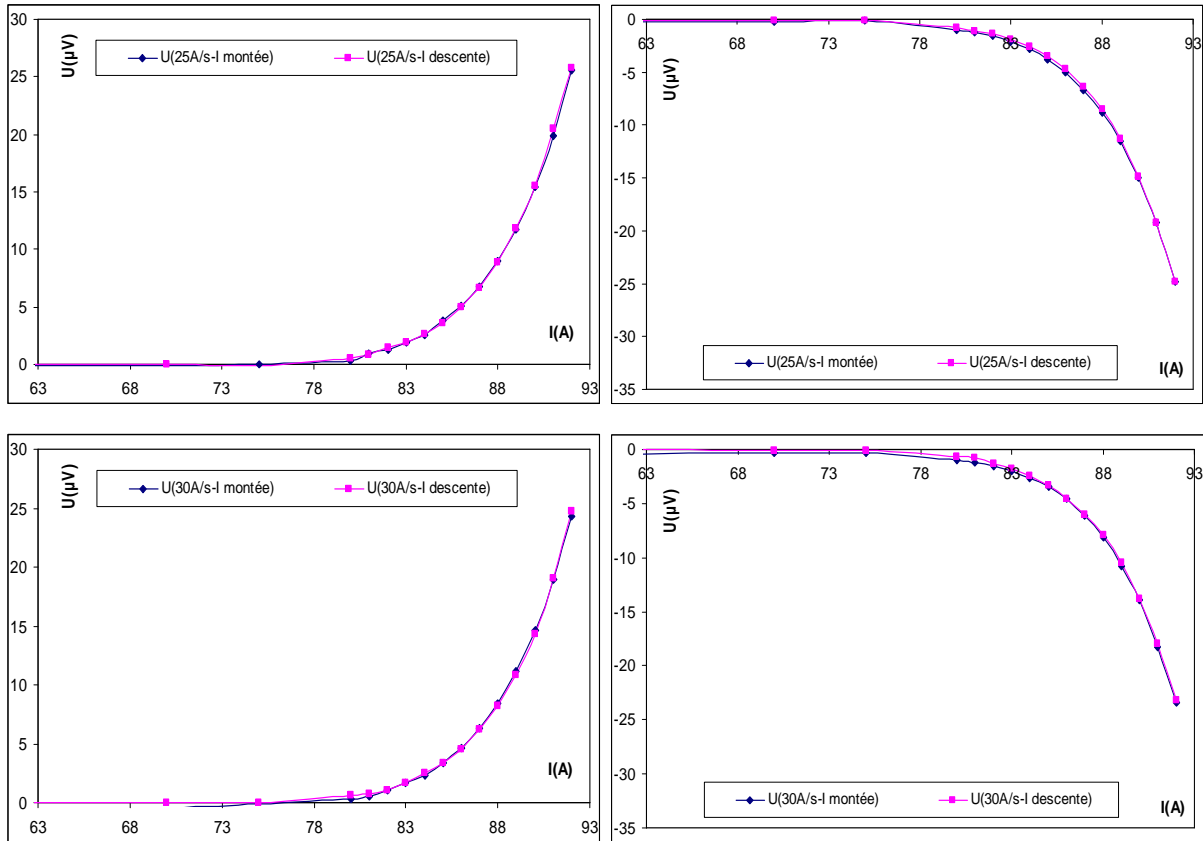 30
25
20
15
10
5
0
U(µV)
U(25A/s-I montée)
U(25A/s-I descente)
I(A)
63 68 73 78 83 88 93
0
-5
-10
-15
-20
-25
-30
-35
63 68 73 78 83 88 93
U(µV)
I(A)
U(25A/s-I montée)
U(25A/s-I descente)
30
25
20
15
10
5
0
U(µV)
U(30A/s-I montée)
U(30A/s-I descente)
I(A)
63 68 73 78 83 88 93
0
-5
-10
-15
-20
-25
-30
-35
63 68 73 78 83 88 93
U(µV)
U(30A/s-I montée)
U(30A/s-I descente)
I(A)